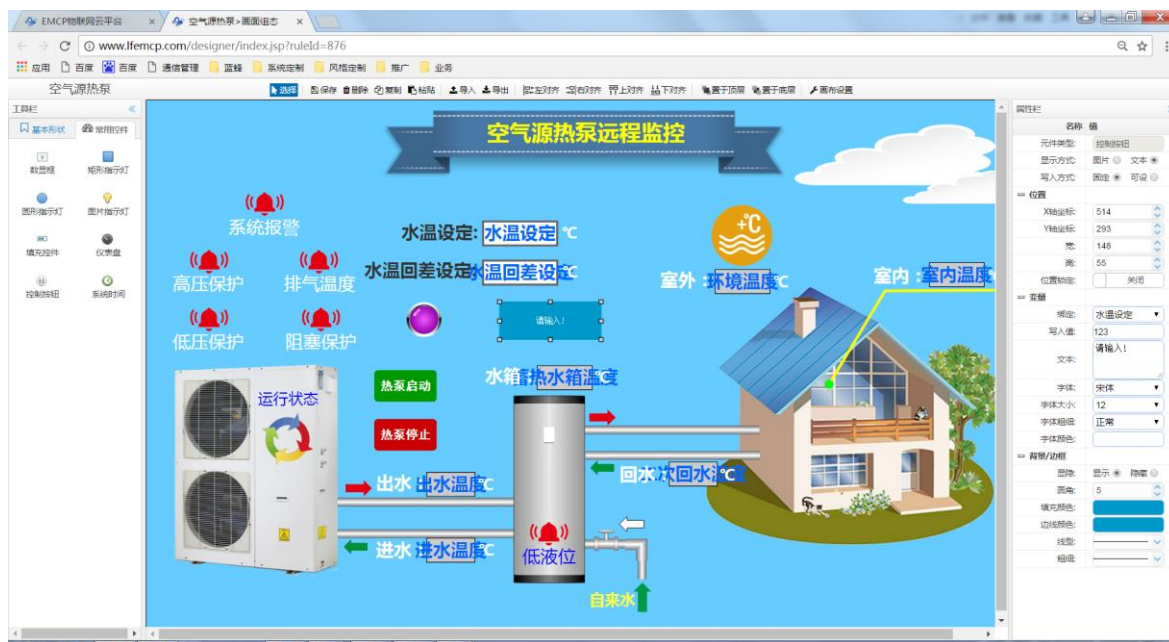 EMCP物联网云平台
空气源热泵>画面组态
www.lfemcp.com/designer/index.jsp?ruleId=876
应用 百度 百度 通信管理 蓝蜂 系统定制 风格定制 推广 业务
空气源热泵
选择 保存 删除 复制 粘贴 导入 导出 左对齐 右对齐 上对齐 下对齐 置于顶层 置于底层 画布设置
工具栏
基本形状 常用控件
数显框 矩形指示灯
圆形指示灯 图片指示灯
填充控件 仪表盘
控制按钮 系统时间
空气源热泵远程监控
系统报警
高压保护 排气温度
低压保护 阻塞保护
水温设定: 水温设定 ℃
水温回差设定 水温回差设定 ℃
请输入!
+℃
室外: 环境温度 ℃
室内: 室内温度
运行状态
热泵启动
热泵停止
水箱 热水箱温度
出水 出水温度 ℃
进水 进水温度 ℃
回水 次回水温度
低液位
自来水
属性栏
名称 值
元件类型: 控制按钮
显示方式: 图片 文本
写入方式: 固定 可设
位置
X轴坐标: 514
Y轴坐标: 293
宽: 148
高: 55
位置锁定: 关闭
变量
绑定: 水温设定
写入值: 123
文本: 请输入!
字体: 宋体
字体大小: 12
字体粗细: 正常
字体颜色:
背景/边框
显隐: 显示 隐藏
圆角: 5
填充颜色:
边线颜色:
线型:
粗细: